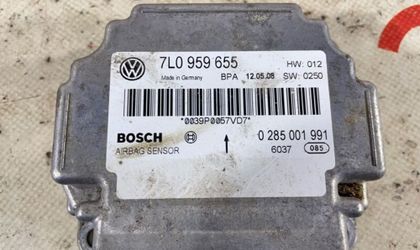 7L0 959 655 HW: 012
Made in Germany BPA 12.05.06 SW: 0250
*0039P0057VD7*
BOSCH 0 285 001 991
AIRBAG SENSOR 6037 085